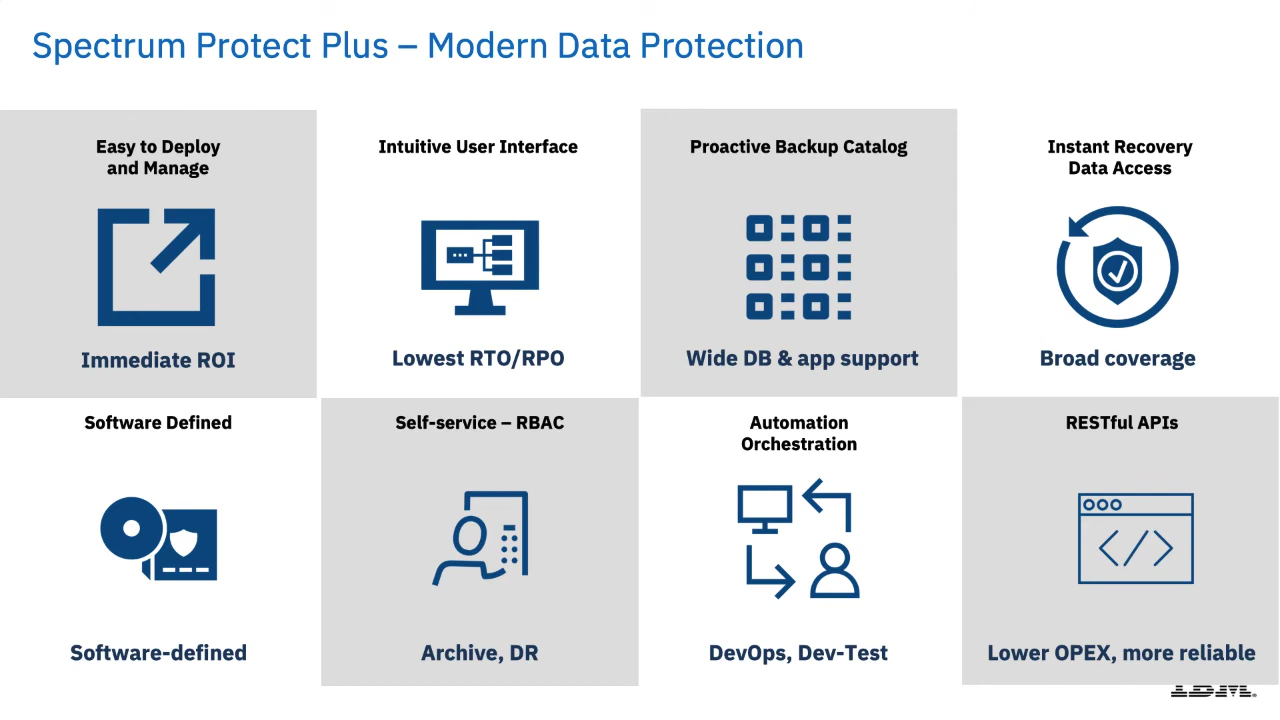 Spectrum Protect Plus – Modern Data Protection
Easy to Deploy
and Manage
Immediate ROI
Intuitive User Interface
Lowest RTO/RPO
Proactive Backup Catalog
Wide DB & app support
Instant Recovery
Data Access
Broad coverage
Software Defined
Software-defined
Self-service – RBAC
Archive, DR
Automation
Orchestration
DevOps, Dev-Test
RESTful APIs
</>
Lower OPEX, more reliable
IBM®